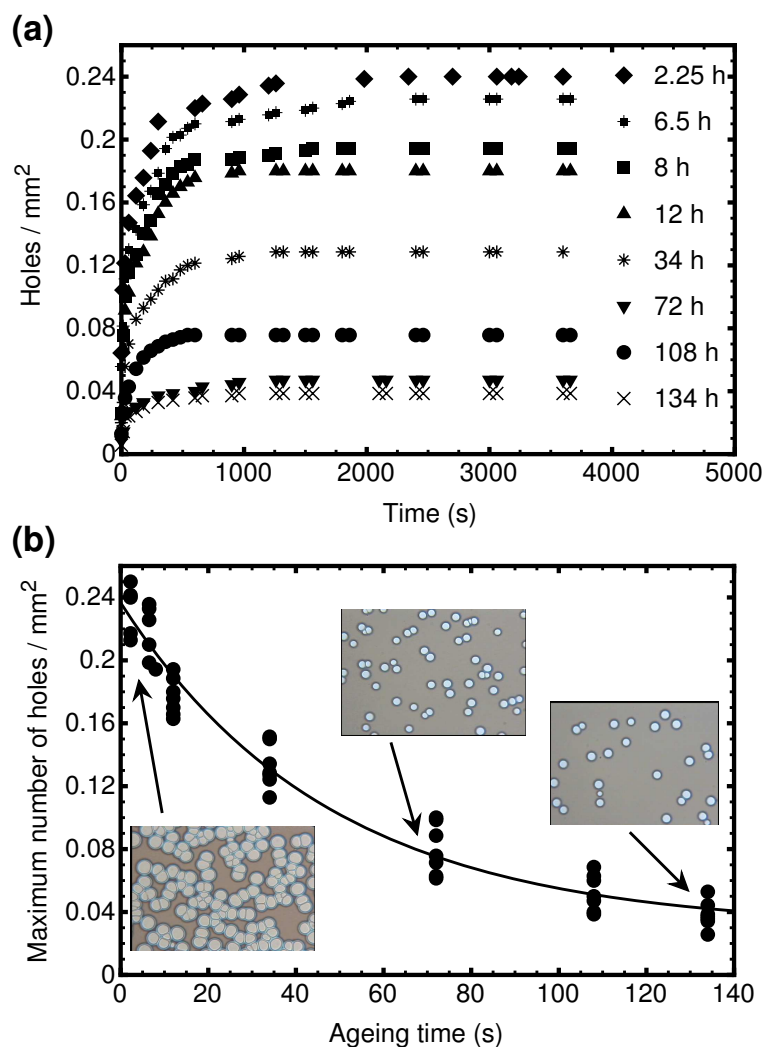 (a)
Holes / mm2
0.24
0.2
0.16
0.12
0.08
0.04
0
2.25 h
6.5 h
8 h
12 h
34 h
72 h
108 h
134 h
0 1000 2000 3000 4000 5000
Time (s)
(b)
Maximum number of holes / mm2
0.24
0.2
0.16
0.12
0.08
0.04
0
0 20 40 60 80 100 120 140
Ageing time (s)